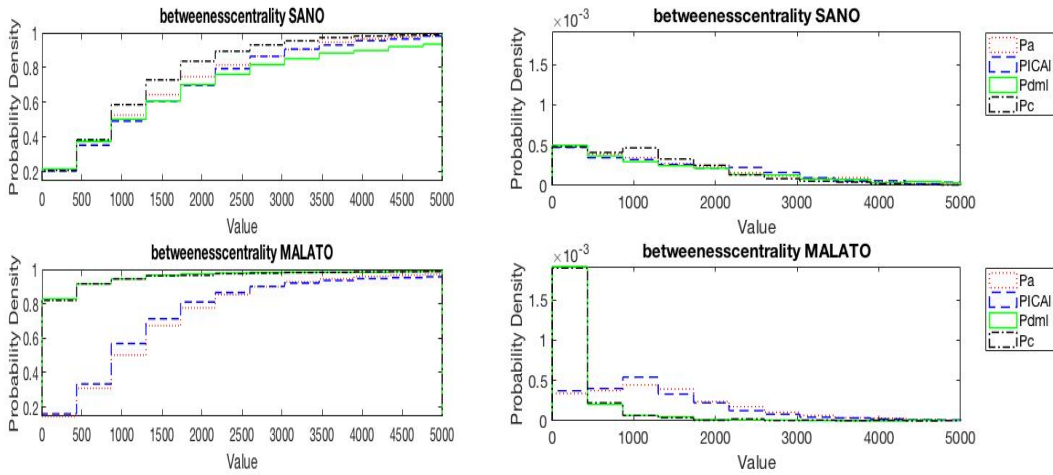 betweenesscentrality SANO
Probability Density
1
0.8
0.6
0.4
0.2
0 500 1000 1500 2000 2500 3000 3500 4000 4500 5000
Value
betweenesscentrality SANO
×10-3
Probability Density
1.5
1
0.5
0
0 1000 2000 3000 4000 5000
Value
Pa
PICAI
Pdml
Pc
betweenesscentrality MALATO
Probability Density
1
0.8
0.6
0.4
0.2
0 500 1000 1500 2000 2500 3000 3500 4000 4500 5000
Value
betweenesscentrality MALATO
×10-3
Probability Density
1.5
1
0.5
0
0 1000 2000 3000 4000 5000
Value
Pa
PICAI
Pdml
Pc